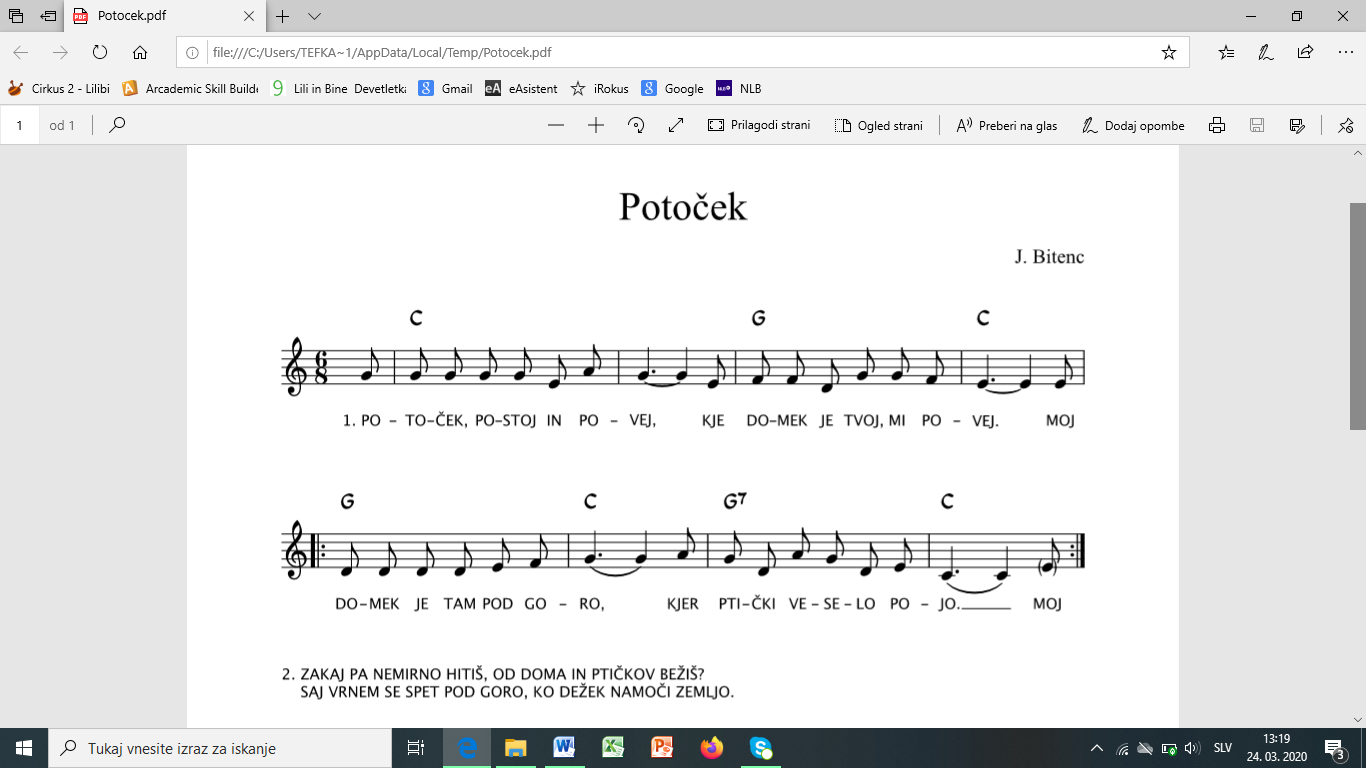 Potocek.pdf
file:///C:/Users/TEFKA~1/AppData/Local/Temp/Potocek.pdf
Cirkus 2 - Lilibi Arcademic Skill Builde Lili in Bine Devetletka Gmail eAsistent iRokus Google NLB
1 od 1 Prilagodi strani Ogled strani Preberi na glas Dodaj opombe
Potoček
J. Bitenc
C G C
6
8
1. PO - TO-ČEK, PO-STOJ IN PO - VEJ, KJE DO-MEK JE TVOJ, MI PO - VEJ. MOJ
G C G7 C
DO-MEK JE TAM POD GO - RO, KJER PTI-ČKI VE-SE-LO PO - JO. MOJ
2. ZAKAJ PA NEMIRNO HITIŠ, OD DOMA IN PTIČKOV BEŽIŠ?
SAJ VRNEM SE SPET POD GORO, KO DEŽEK NAMOČI ZEMLJO.
Tukaj vnesite izraz za iskanje
SLV
13:19
24. 03. 2020
3